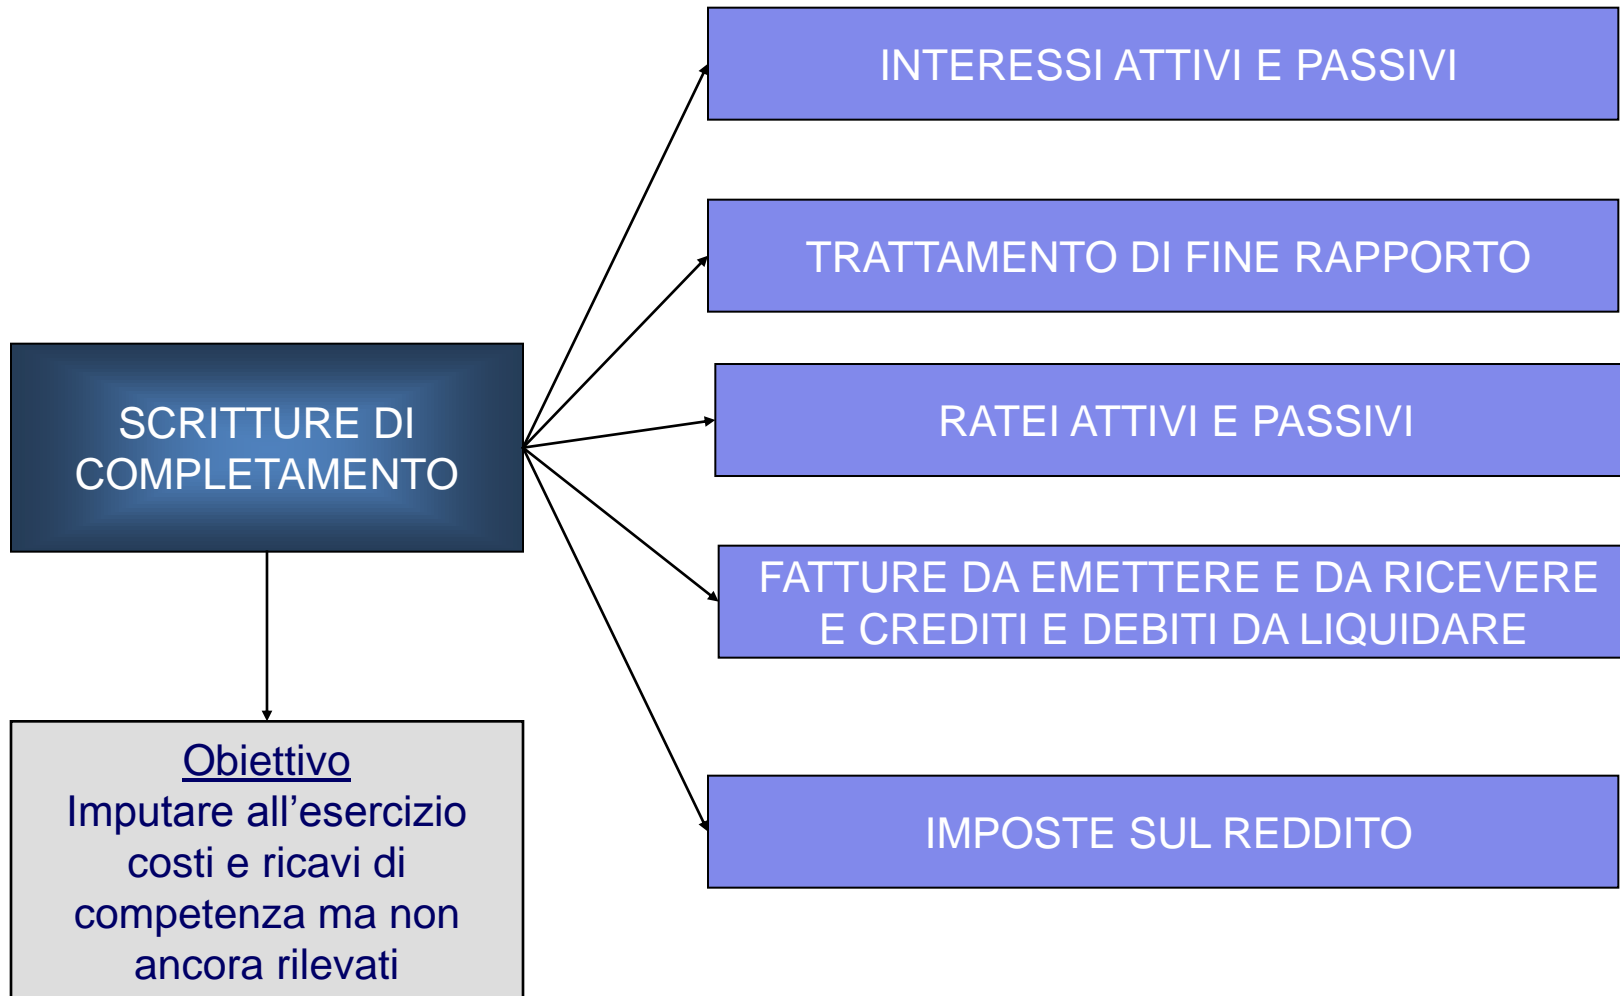 INTERESSI ATTIVI E PASSIVI
TRATTAMENTO DI FINE RAPPORTO
SCRITTURE DI
COMPLETAMENTO
RATEI ATTIVI E PASSIVI
FATTURE DA EMETTERE E DA RICEVERE
E CREDITI E DEBITI DA LIQUIDARE
IMPOSTE SUL REDDITO
Obiettivo
Imputare all’esercizio
costi e ricavi di
competenza ma non
ancora rilevati